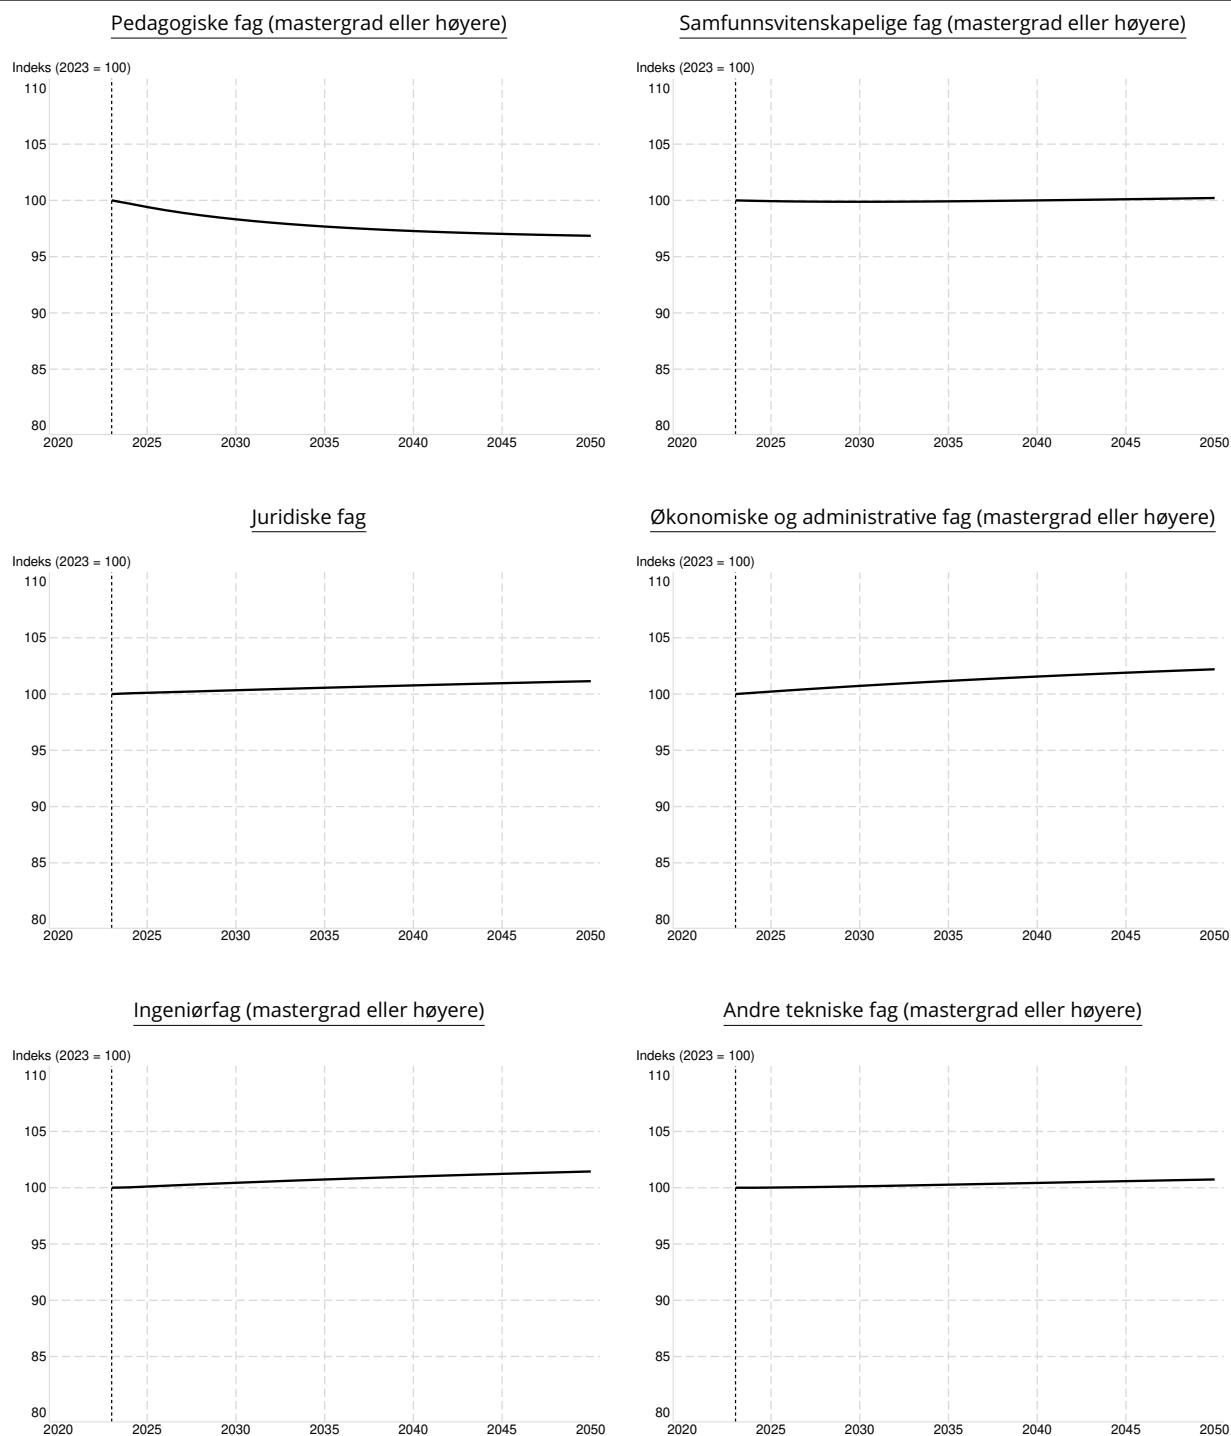 Pedagogiske fag (mastergrad eller høyere)
Indeks (2023 = 100)
110
105
100
95
90
85
80
2020 2025 2030 2035 2040 2045 2050
Samfunnsvitenskapelige fag (mastergrad eller høyere)
Indeks (2023 = 100)
110
105
100
95
90
85
80
2020 2025 2030 2035 2040 2045 2050
Juridiske fag
Indeks (2023 = 100)
110
105
100
95
90
85
80
2020 2025 2030 2035 2040 2045 2050
Økonomiske og administrative fag (mastergrad eller høyere)
Indeks (2023 = 100)
110
105
100
95
90
85
80
2020 2025 2030 2035 2040 2045 2050
Ingeniørfag (mastergrad eller høyere)
Indeks (2023 = 100)
110
105
100
95
90
85
80
2020 2025 2030 2035 2040 2045 2050
Andre tekniske fag (mastergrad eller høyere)
Indeks (2023 = 100)
110
105
100
95
90
85
80
2020 2025 2030 2035 2040 2045 2050